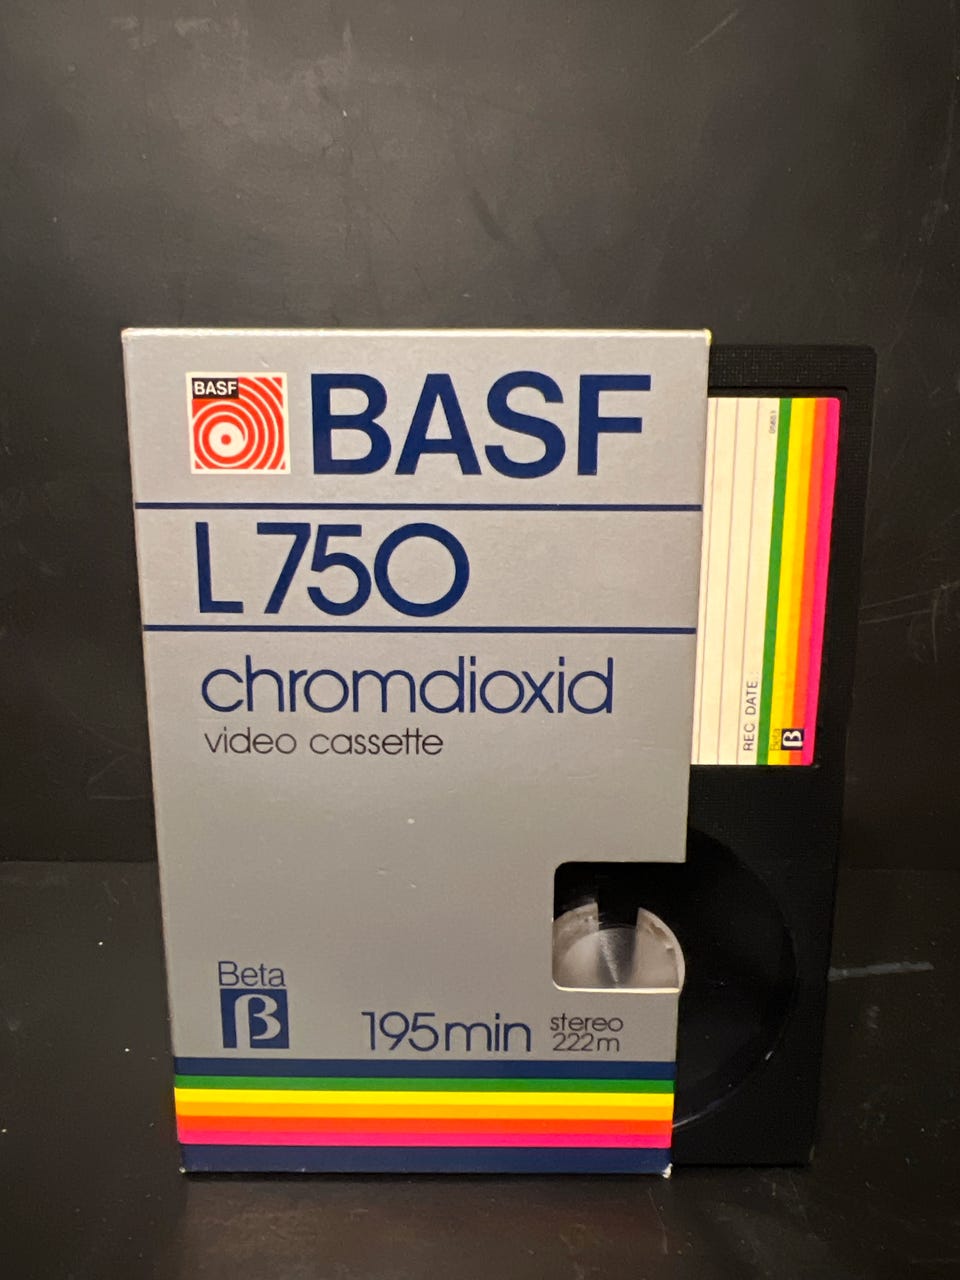 BASF
BASF
L750
chromdioxid
video cassette
Beta
β
195min
stereo
222m
REC. DATE:
Beta
β